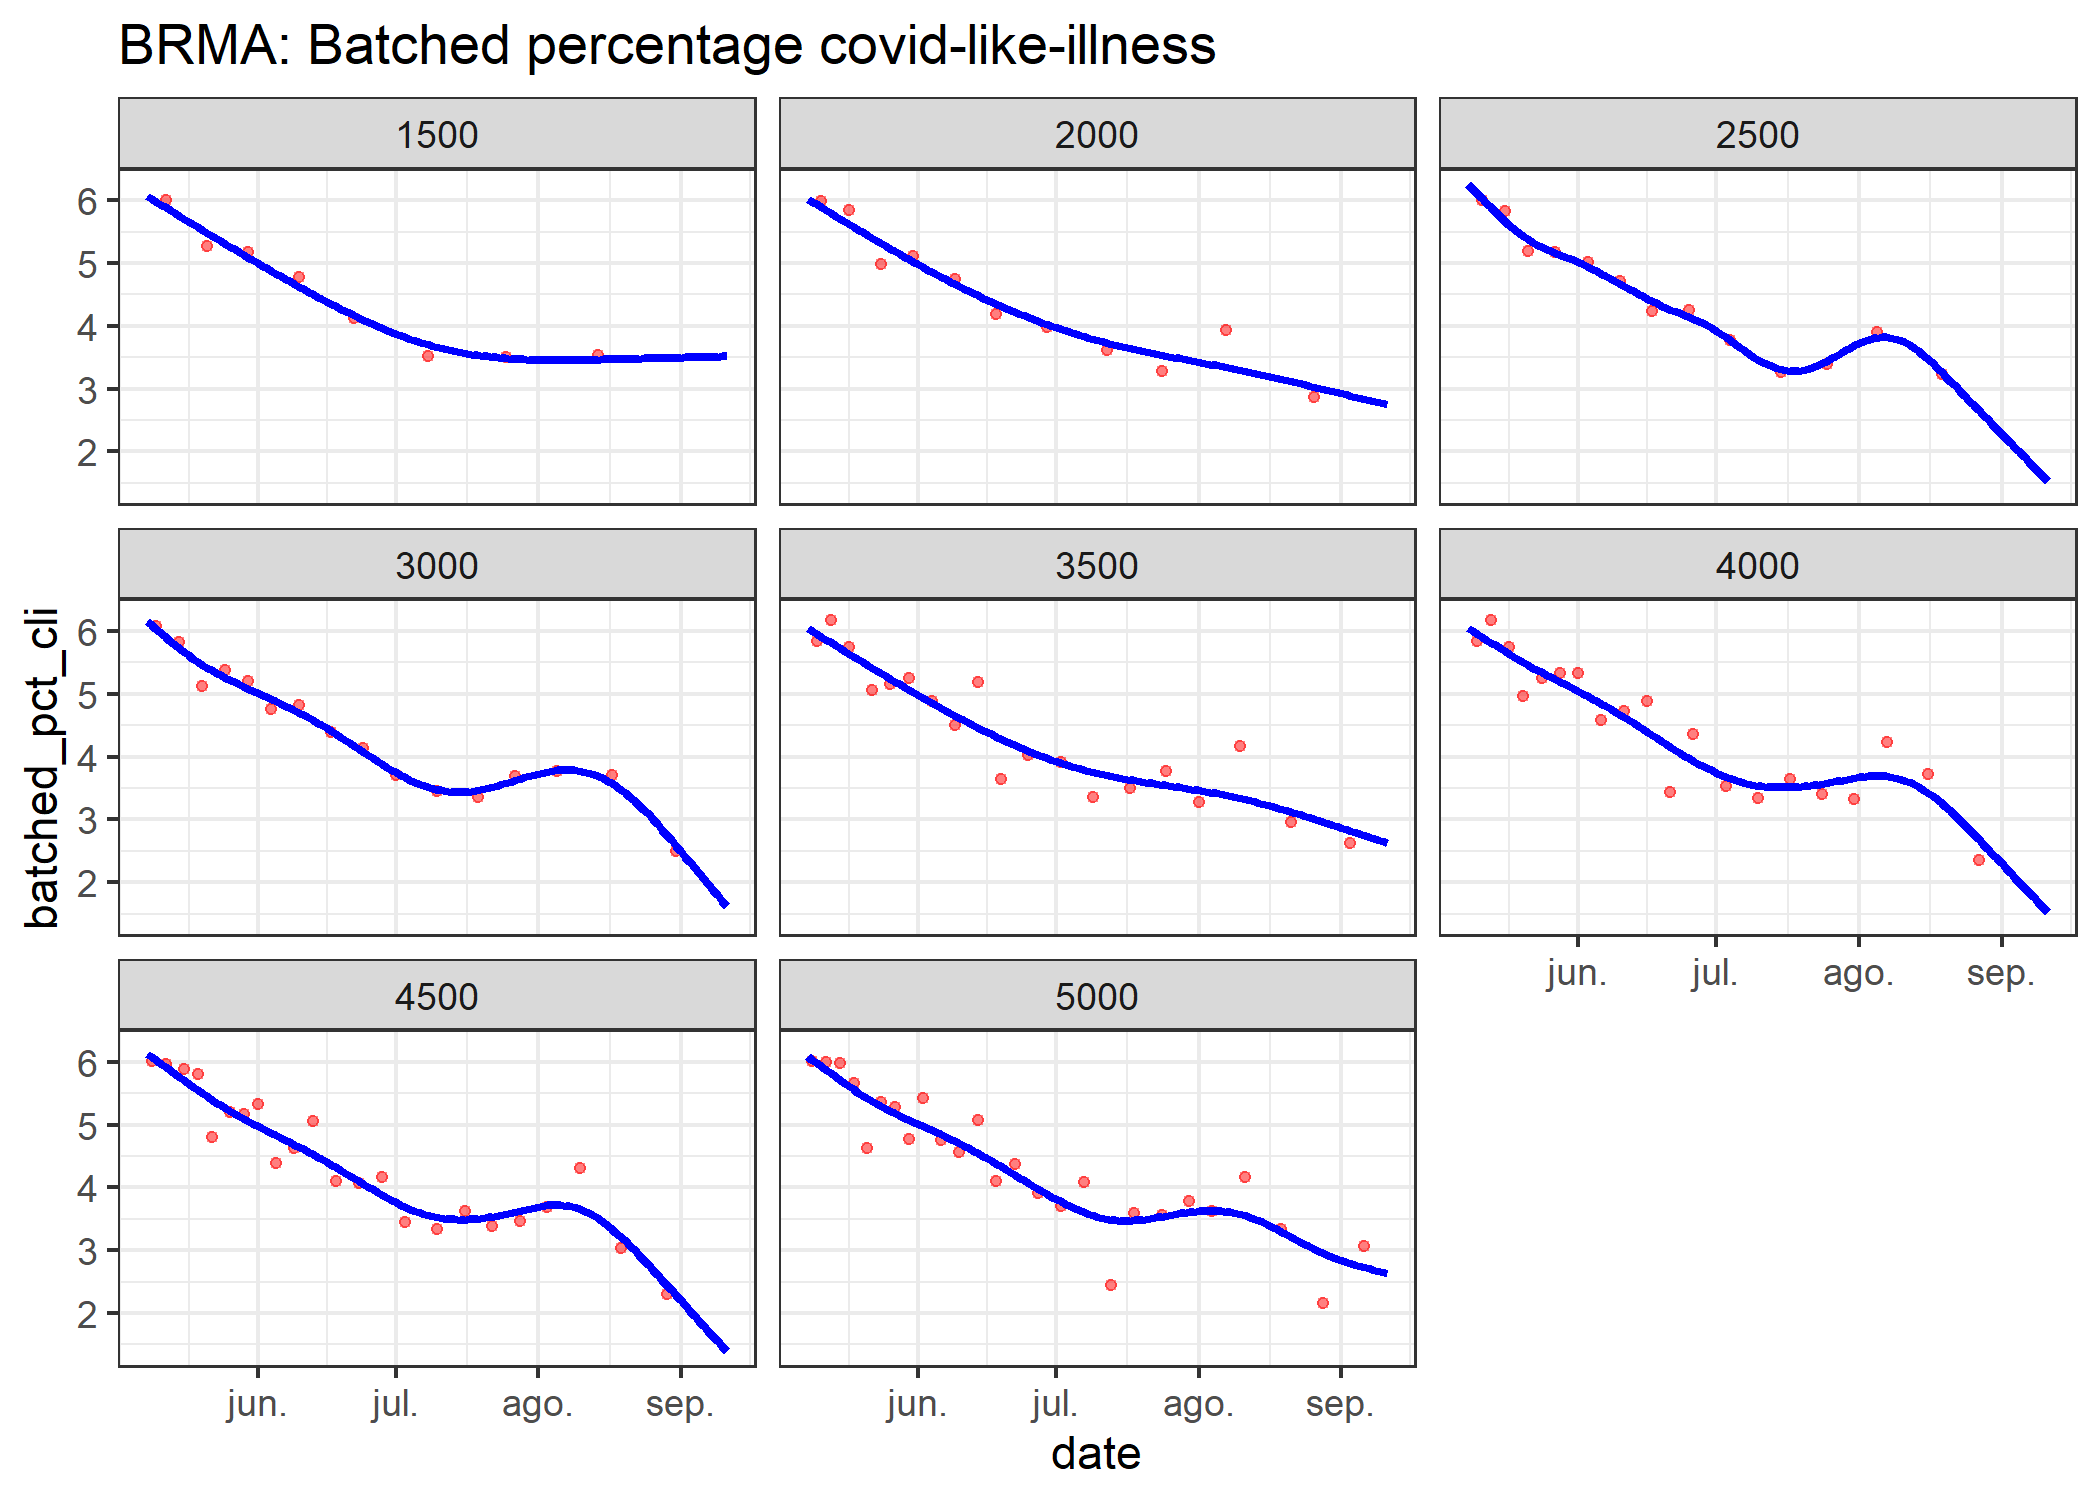 BRMA: Batched percentage covid-like-illness
1500
2000
2500
6
5
4
3
2
3000
3500
4000
batched_pct_cli
6
5
4
3
2
jun.
jul.
ago.
sep.
4500
5000
6
5
4
3
2
jun.
jul.
ago.
sep.
jun.
jul.
ago.
sep.
date